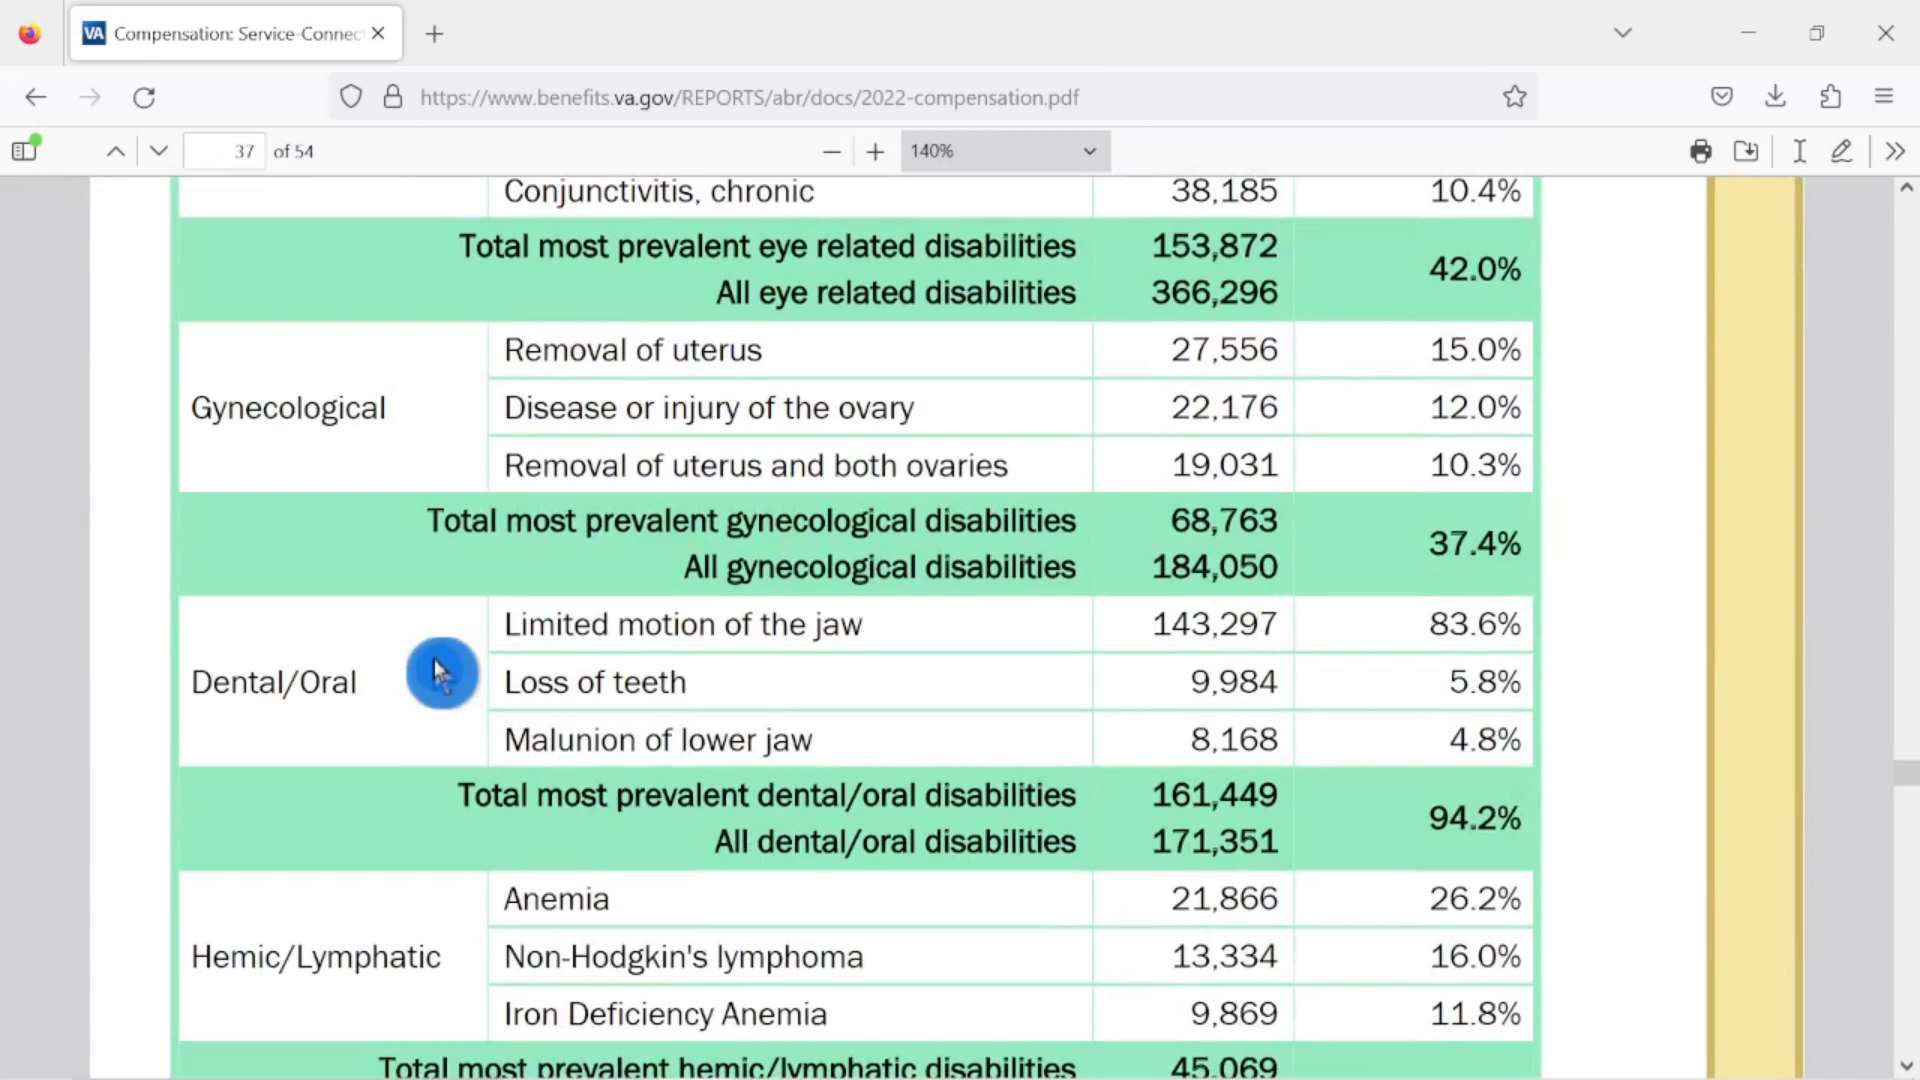 VA Compensation: Service-Connec
https://www.benefits.va.gov/REPORTS/abr/docs/2022-compensation.pdf
37 of 54
140%
Conjunctivitis, chronic 38,185 10.4%
Total most prevalent eye related disabilities 153,872
42.0%
All eye related disabilities 366,296
Removal of uterus 27,556 15.0%
Gynecological Disease or injury of the ovary 22,176 12.0%
Removal of uterus and both ovaries 19,031 10.3%
Total most prevalent gynecological disabilities 68,763
37.4%
All gynecological disabilities 184,050
Limited motion of the jaw 143,297 83.6%
Dental/Oral Loss of teeth 9,984 5.8%
Malunion of lower jaw 8,168 4.8%
Total most prevalent dental/oral disabilities 161,449
94.2%
All dental/oral disabilities 171,351
Anemia 21,866 26.2%
Hemic/Lymphatic Non-Hodgkin's lymphoma 13,334 16.0%
Iron Deficiency Anemia 9,869 11.8%
Total most prevalent hemic/lymphatic disabilities 45,069